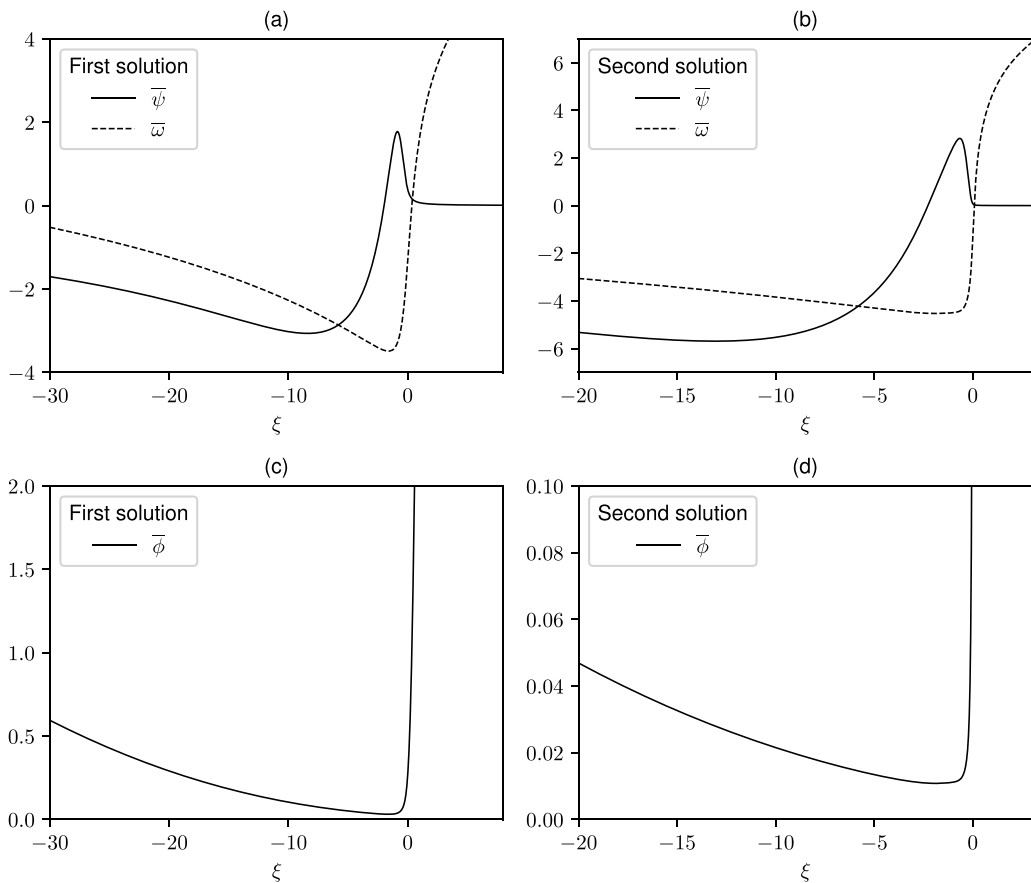 (a)
First solution
ψ̅
ω̅
4
2
0
−2
−4
−30 −20 −10 0
ξ
(b)
Second solution
ψ̅
ω̅
6
4
2
0
−2
−4
−6
−20 −15 −10 −5 0
ξ
(c)
First solution
ϕ̅
2.0
1.5
1.0
0.5
0.0
−30 −20 −10 0
ξ
(d)
Second solution
ϕ̅
0.10
0.08
0.06
0.04
0.02
0.00
−20 −15 −10 −5 0
ξ